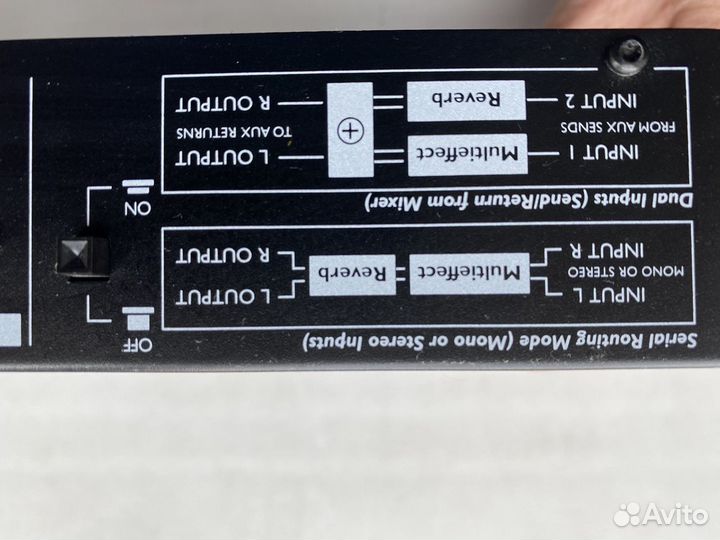 Serial Routing Mode (Mono or Stereo Inputs)
INPUT L
MONO OR STEREO
INPUT R
Multieffect
Reverb
L OUTPUT
R OUTPUT
OFF
Dual Inputs (Send/Return from Mixer)
INPUT 1
FROM AUX SENDS
INPUT 2
Multieffect
Reverb
+
L OUTPUT
TO AUX RETURNS
R OUTPUT
ON
Avito